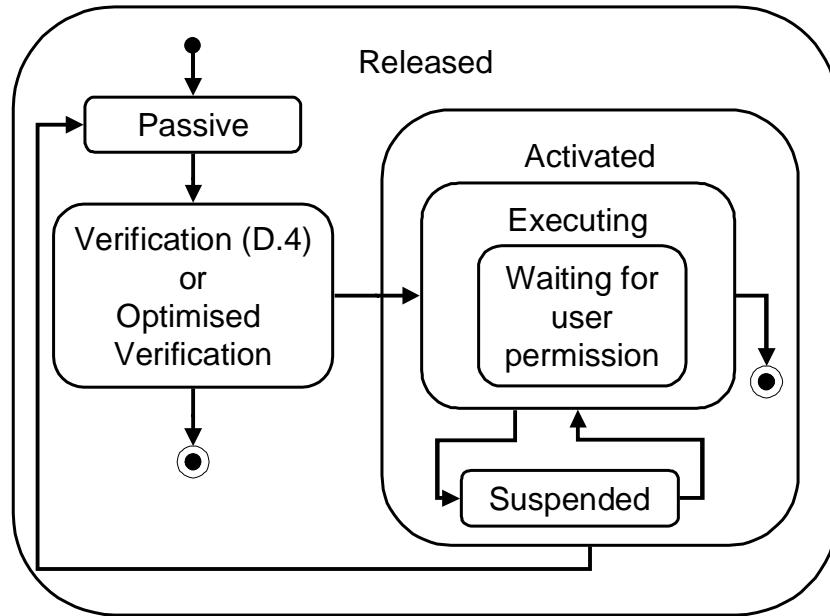 Released
Passive
Activated
Verification (D.4)
or
Optimised
Verification
Executing
Waiting for
user
permission
Suspended